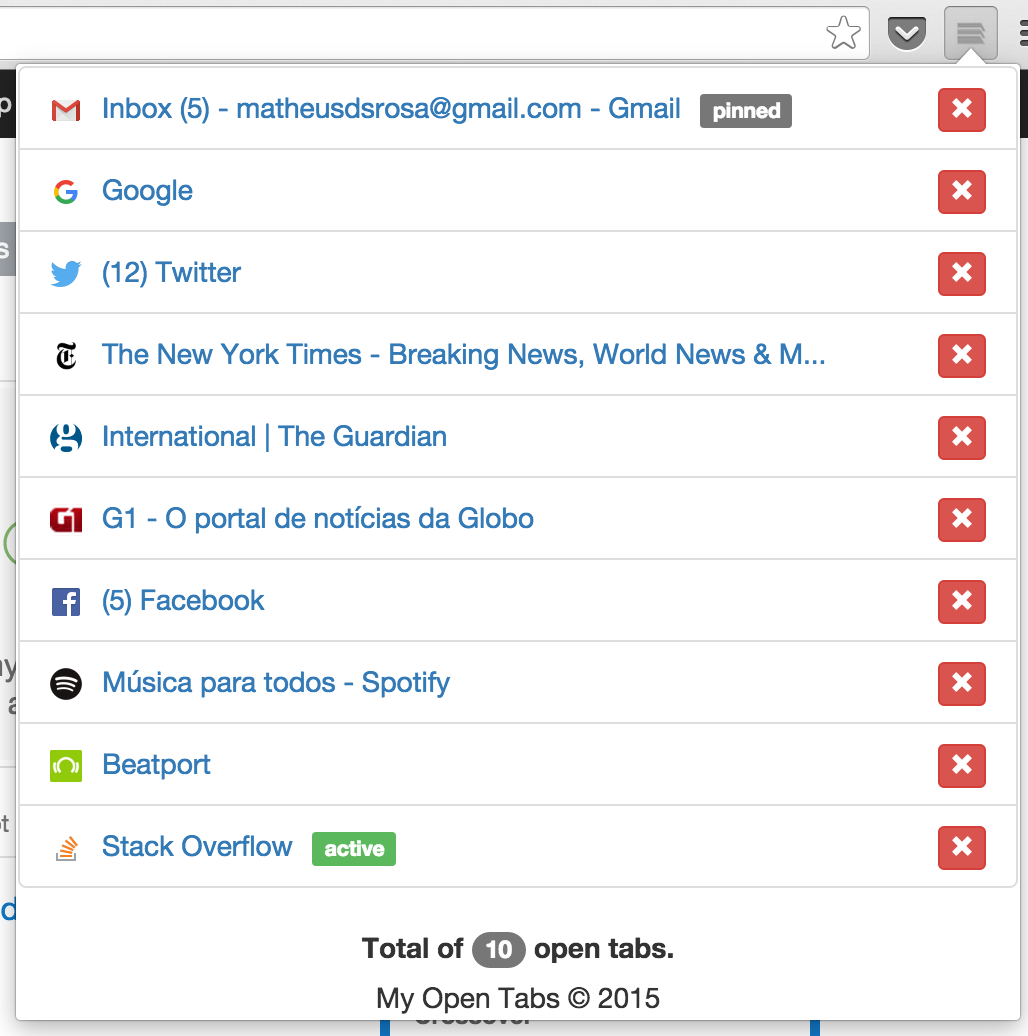 Inbox (5) - matheusdsrosa@gmail.com - Gmail pinned
Google
(12) Twitter
The New York Times - Breaking News, World News & M...
International | The Guardian
G1 - O portal de notícias da Globo
(5) Facebook
Música para todos - Spotify
Beatport
Stack Overflow active
Total of 10 open tabs.
My Open Tabs © 2015